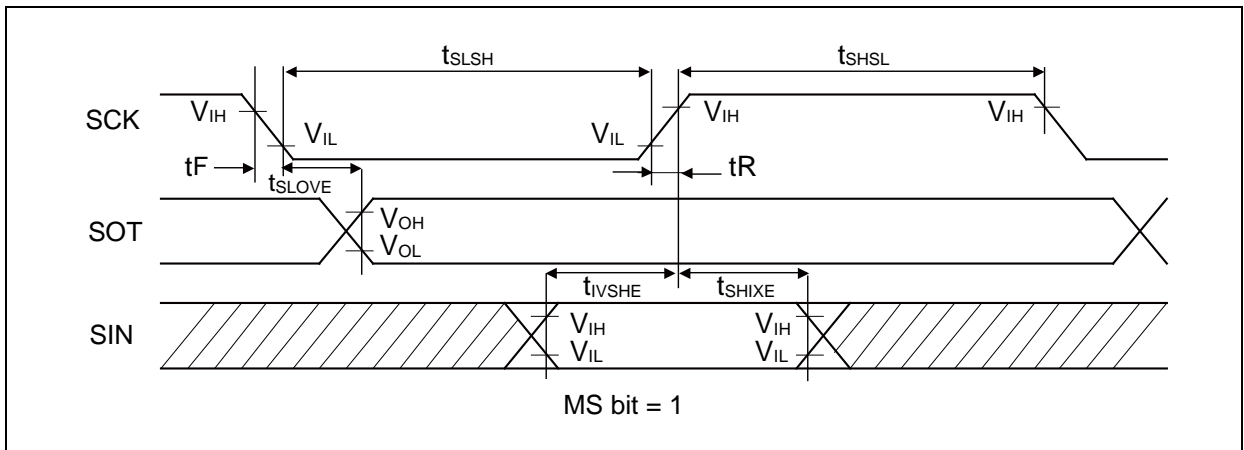 tSLSH
tSHSL
SCK
VIH
VIL
VIL
VIH
VIH
tF
tSLOVE
tR
SOT
VOH
VOL
tIVSHE
tSHIXE
SIN
VIH
VIL
VIH
VIL
MS bit = 1